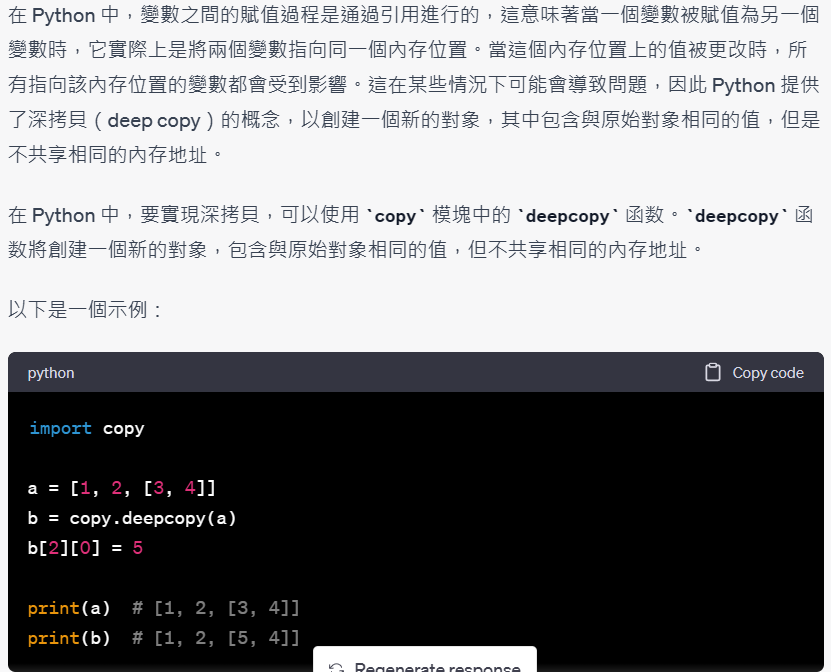 在 Python 中，變數之間的賦值過程是通過引用進行的，這意味著當一個變數被賦值為另一個
變數時，它實際上是將兩個變數指向同一個內存位置。當這個內存位置上的值被更改時，所
有指向該內存位置的變數都會受到影響。這在某些情況下可能會導致問題，因此 Python 提供
了深拷貝（deep copy）的概念，以創建一個新的對象，其中包含與原始對象相同的值，但是
不共享相同的內存地址。
在 Python 中，要實現深拷貝，可以使用 `copy` 模塊中的 `deepcopy` 函数。`deepcopy` 函
数將創建一個新的對象，包含與原始對象相同的值，但不共享相同的內存地址。
以下是一個示例：
python Copy code
import copy
a = [1, 2, [3, 4]]
b = copy.deepcopy(a)
b[2][0] = 5
print(a)  # [1, 2, [3, 4]]
print(b)  # [1, 2, [5, 4]]
Regenerate response